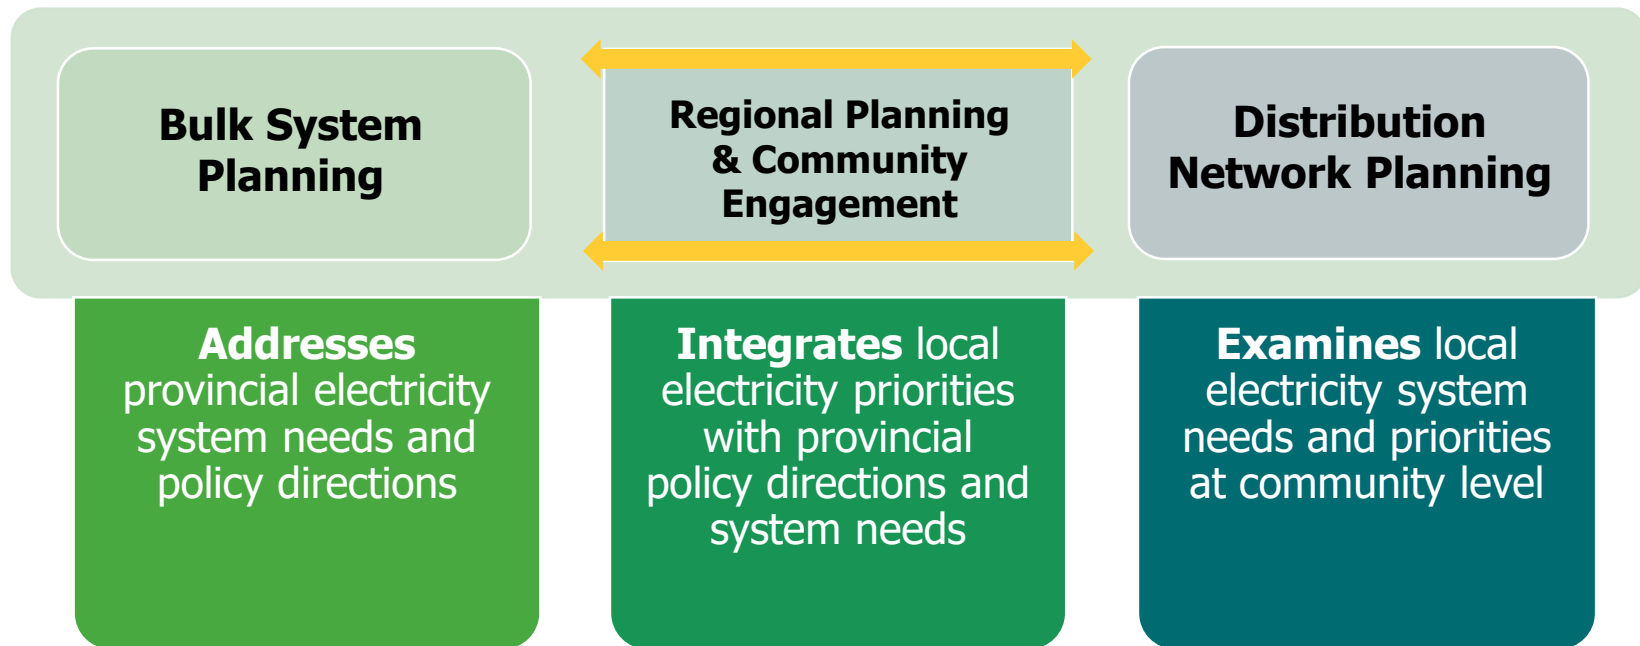 Bulk System
Planning
Regional Planning
& Community
Engagement
Distribution
Network Planning
Addresses
provincial electricity
system needs and
policy directions
Integrates local
electricity priorities
with provincial
policy directions and
system needs
Examines local
electricity system
needs and priorities
at community level